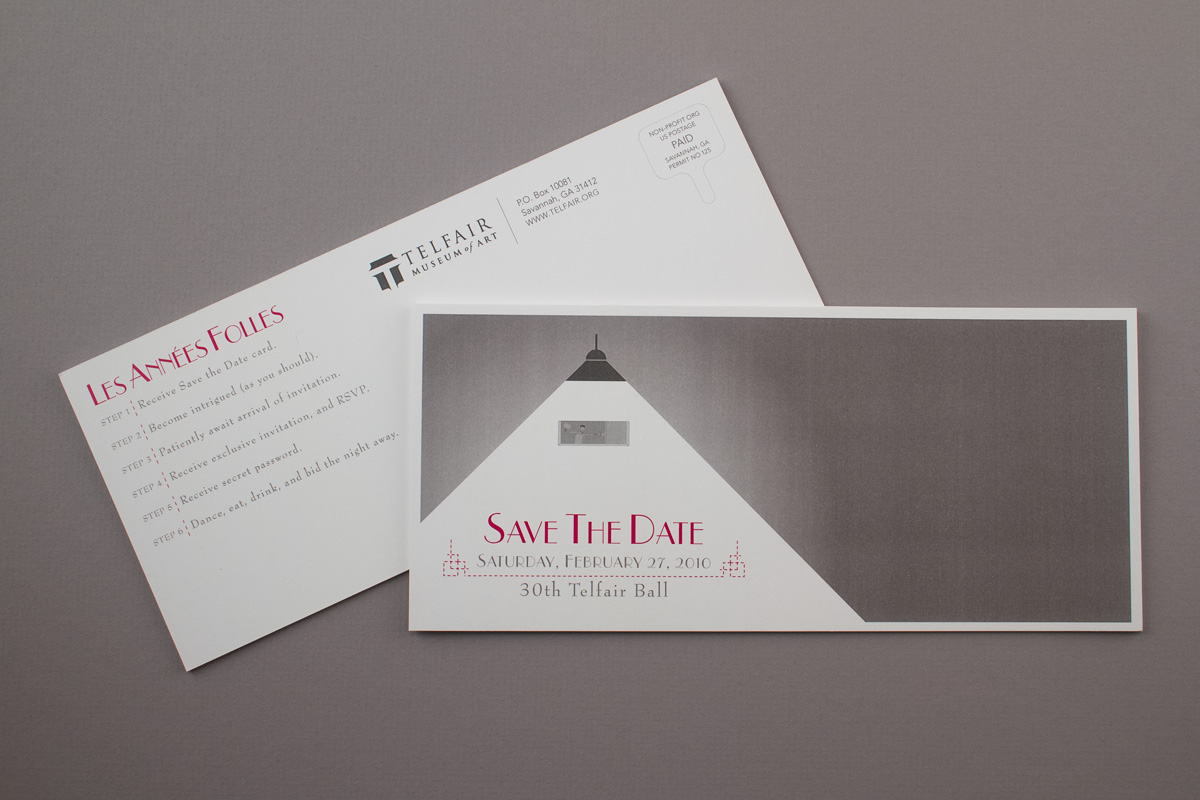 NON-PROFIT ORG
US POSTAGE
PAID
SAVANNAH, GA
PERMIT NO 125
TELFAIR
MUSEUM of ART
P.O. Box 10081
Savannah, GA 31412
WWW.TELFAIR.ORG
LES ANNÉES FOLLES
STEP 1 Receive Save the Date card.
STEP 2 Become intrigued (as you should).
STEP 3 Patiently await arrival of invitation.
STEP 4 Receive exclusive invitation, and RSVP.
STEP 5 Receive secret password.
STEP 6 Dance, eat, drink, and bid the night away.
SAVE THE DATE
SATURDAY, FEBRUARY 27, 2010
30th Telfair Ball